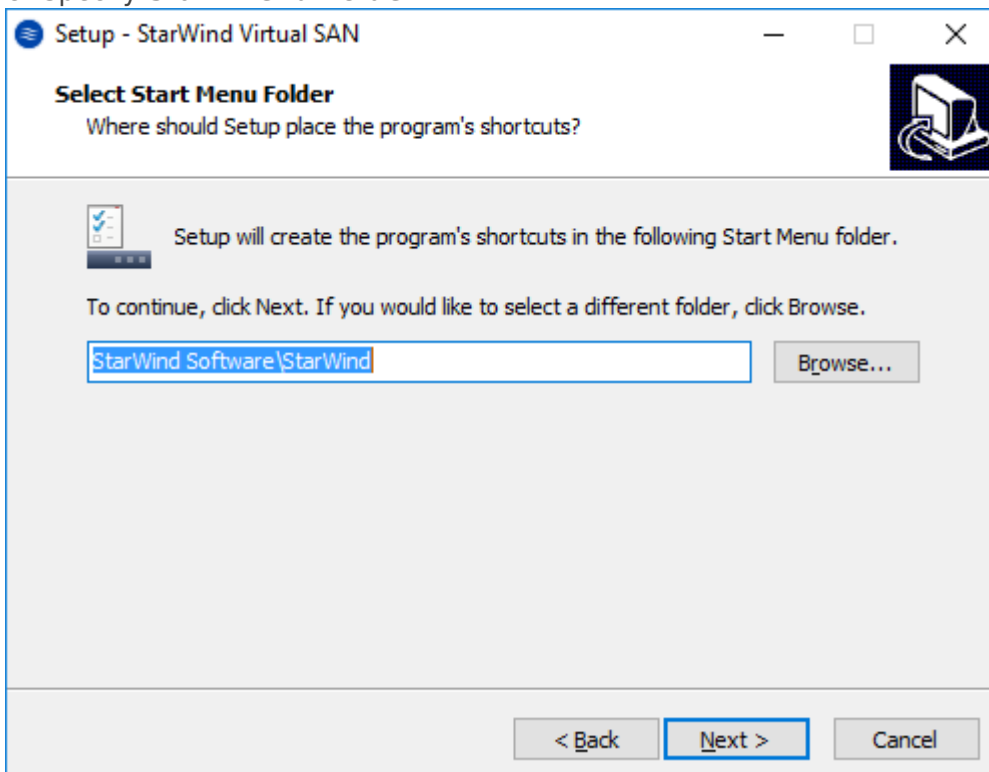 Setup - StarWind Virtual SAN
Select Start Menu Folder
Where should Setup place the program's shortcuts?
Setup will create the program's shortcuts in the following Start Menu folder.
To continue, click Next. If you would like to select a different folder, click Browse.
StarWind Software\StarWind
Browse...
< Back
Next >
Cancel